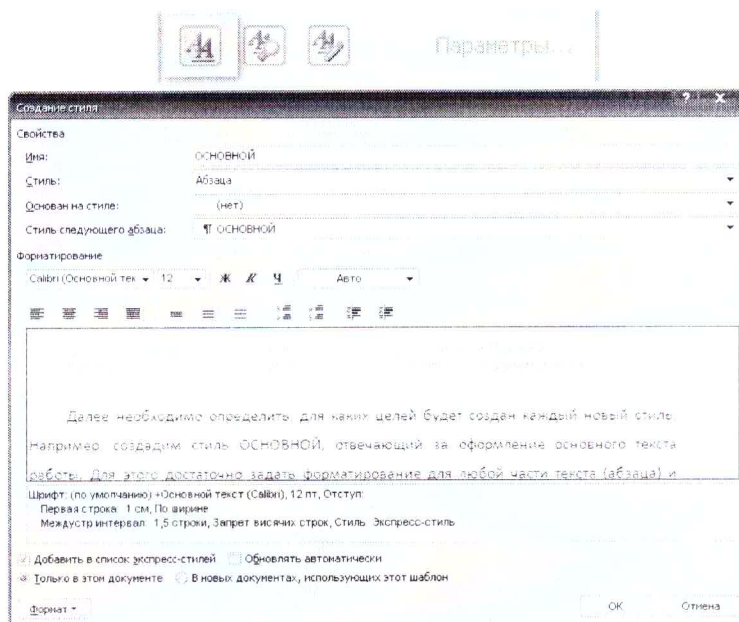 Параметры...
Создание стиля
Свойства
Имя: ОСНОВНОЙ
Стиль: Абзаца
Основан на стиле: (нет)
Стиль следующего абзаца: ¶ ОСНОВНОЙ
Форматирование
Calibri (Основной тек 12 Ж К Ч Авто
Далее необходимо определить, для каких целей будет создан каждый новый стиль.
Например, создадим стиль ОСНОВНОЙ, отвечающий за оформление основного текста
работы. Для этого достаточно задать форматирование для любой части текста (абзаца) и
Шрифт: (по умолчанию) +Основной текст (Calibri), 12 пт, Отступ:
Первая строка: 1 см, По ширине
Междустр.интервал: 1,5 строки, Запрет висячих строк, Стиль: Экспресс-стиль
Добавить в список экспресс-стилей Обновлять автоматически
Только в этом документе В новых документах, использующих этот шаблон
Формат ОК Отмена